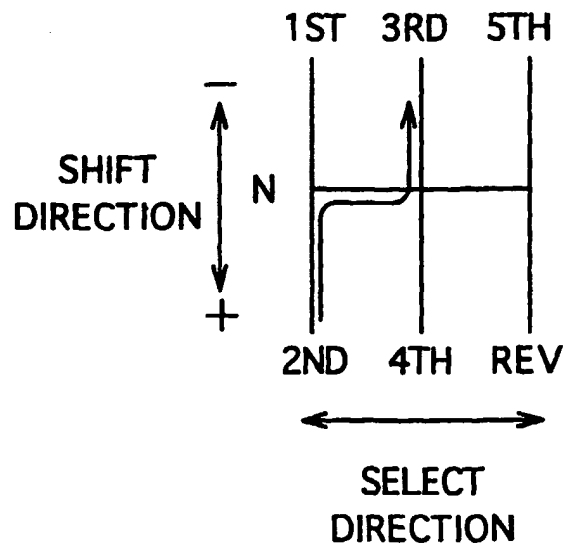 1ST 3RD 5TH
−
SHIFT
DIRECTION
N
+
2ND 4TH REV
SELECT
DIRECTION